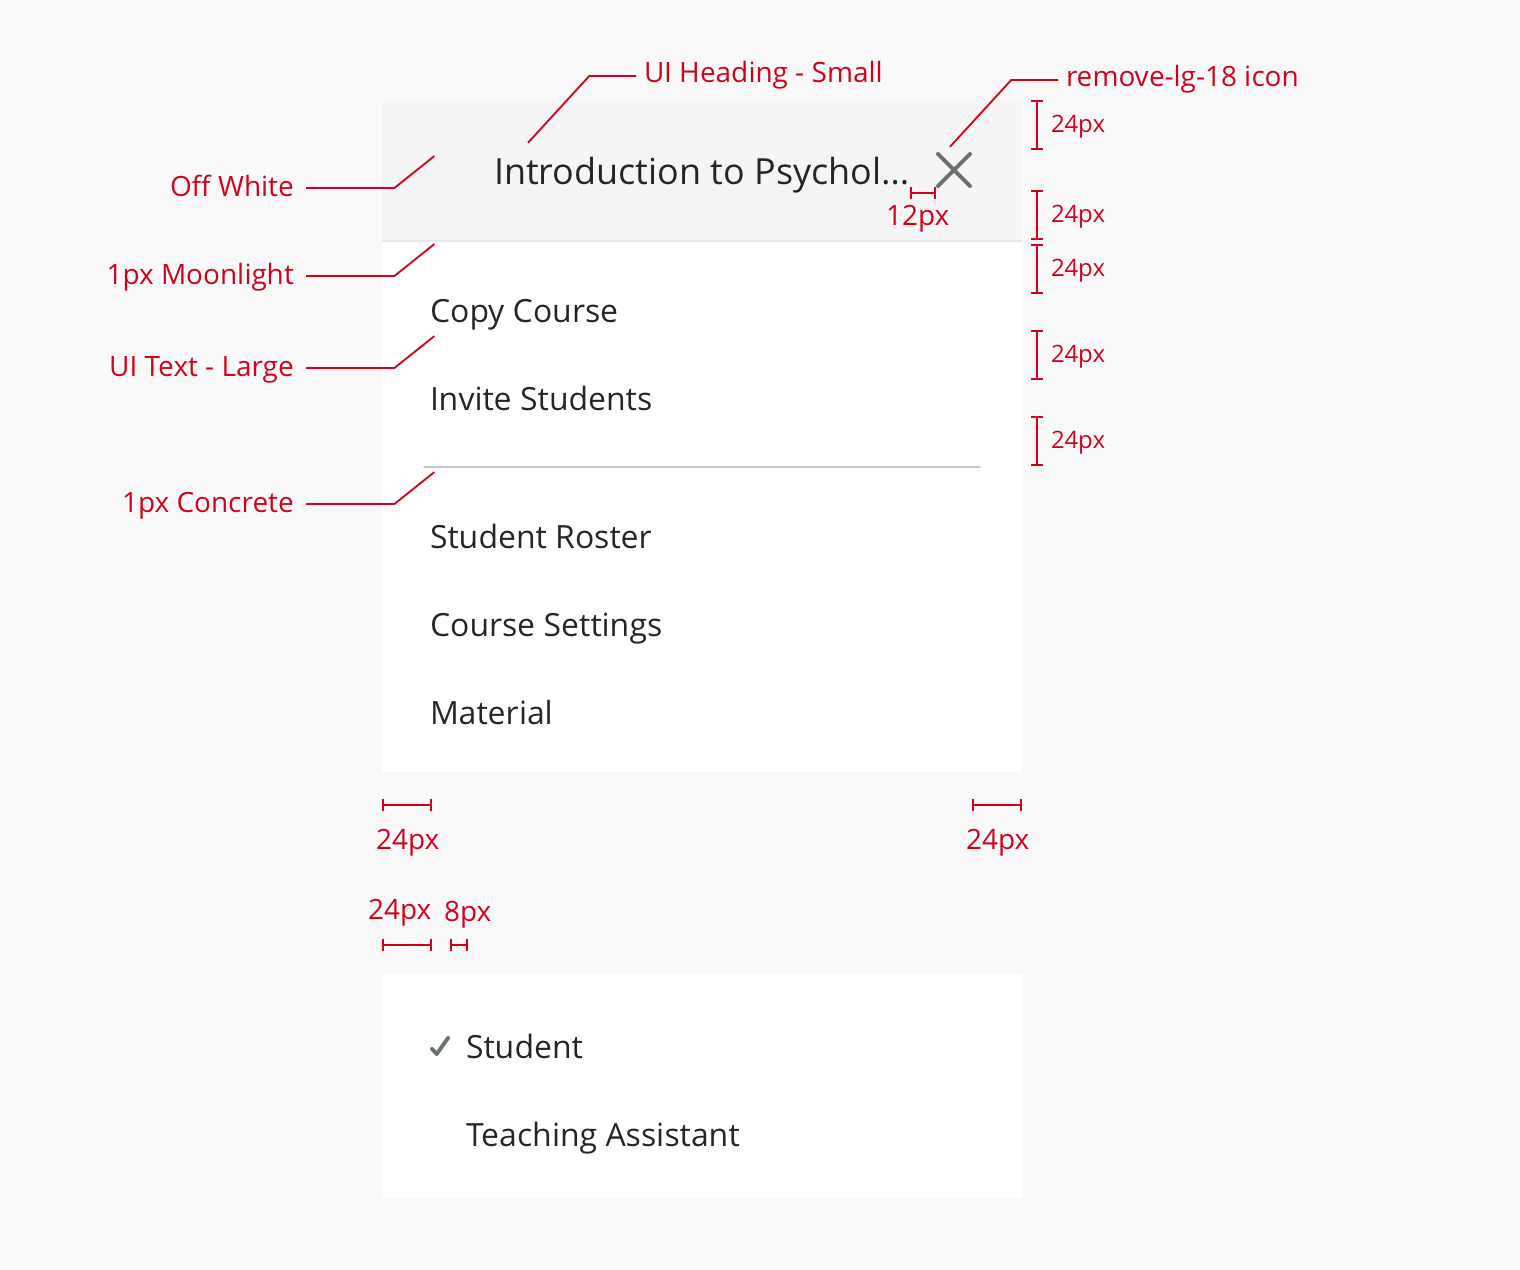 UI Heading - Small
remove-lg-18 icon
24px
Off White
Introduction to Psychol...
12px
24px
1px Moonlight
24px
Copy Course
UI Text - Large
24px
Invite Students
24px
1px Concrete
Student Roster
Course Settings
Material
24px
24px
24px
8px
Student
Teaching Assistant